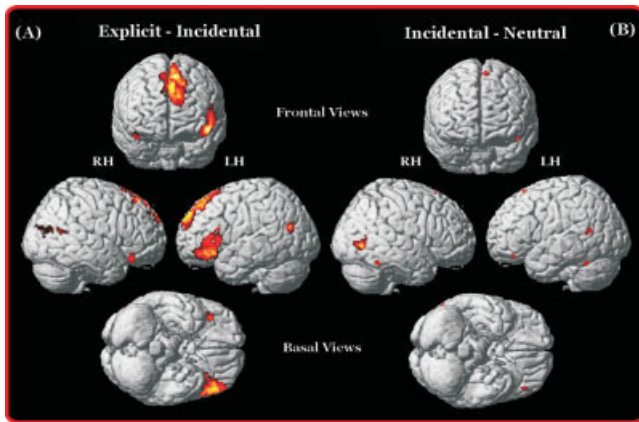 (A) Explicit - Incidental
Incidental - Neutral (B)
Frontal Views
RH LH
RH LH
Basal Views